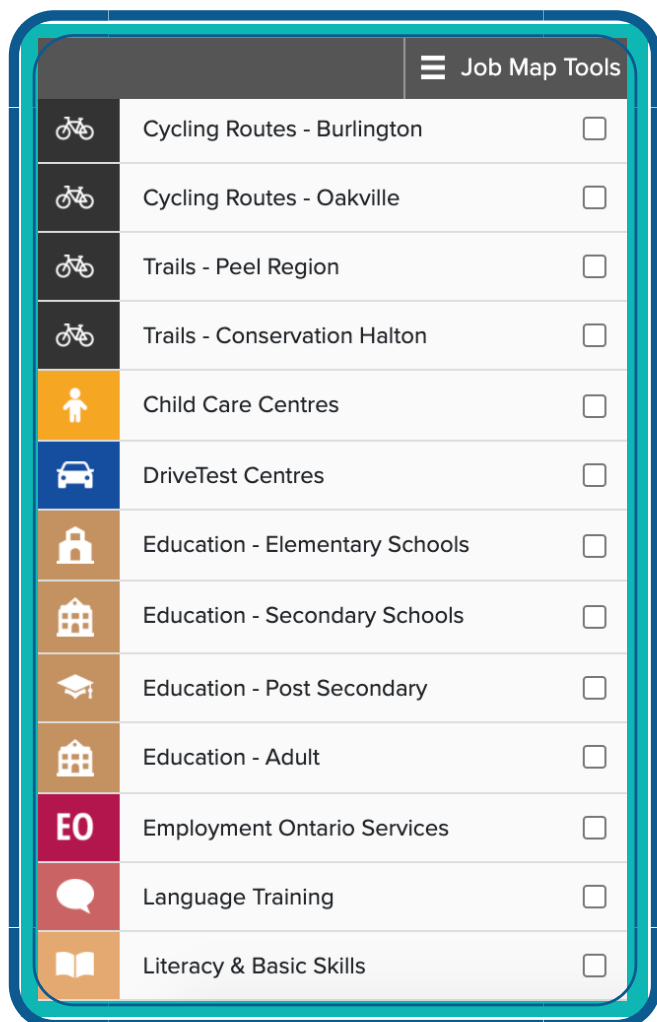 Job Map Tools
Cycling Routes - Burlington
Cycling Routes - Oakville
Trails - Peel Region
Trails - Conservation Halton
Child Care Centres
DriveTest Centres
Education - Elementary Schools
Education - Secondary Schools
Education - Post Secondary
Education - Adult
EO Employment Ontario Services
Language Training
Literacy & Basic Skills